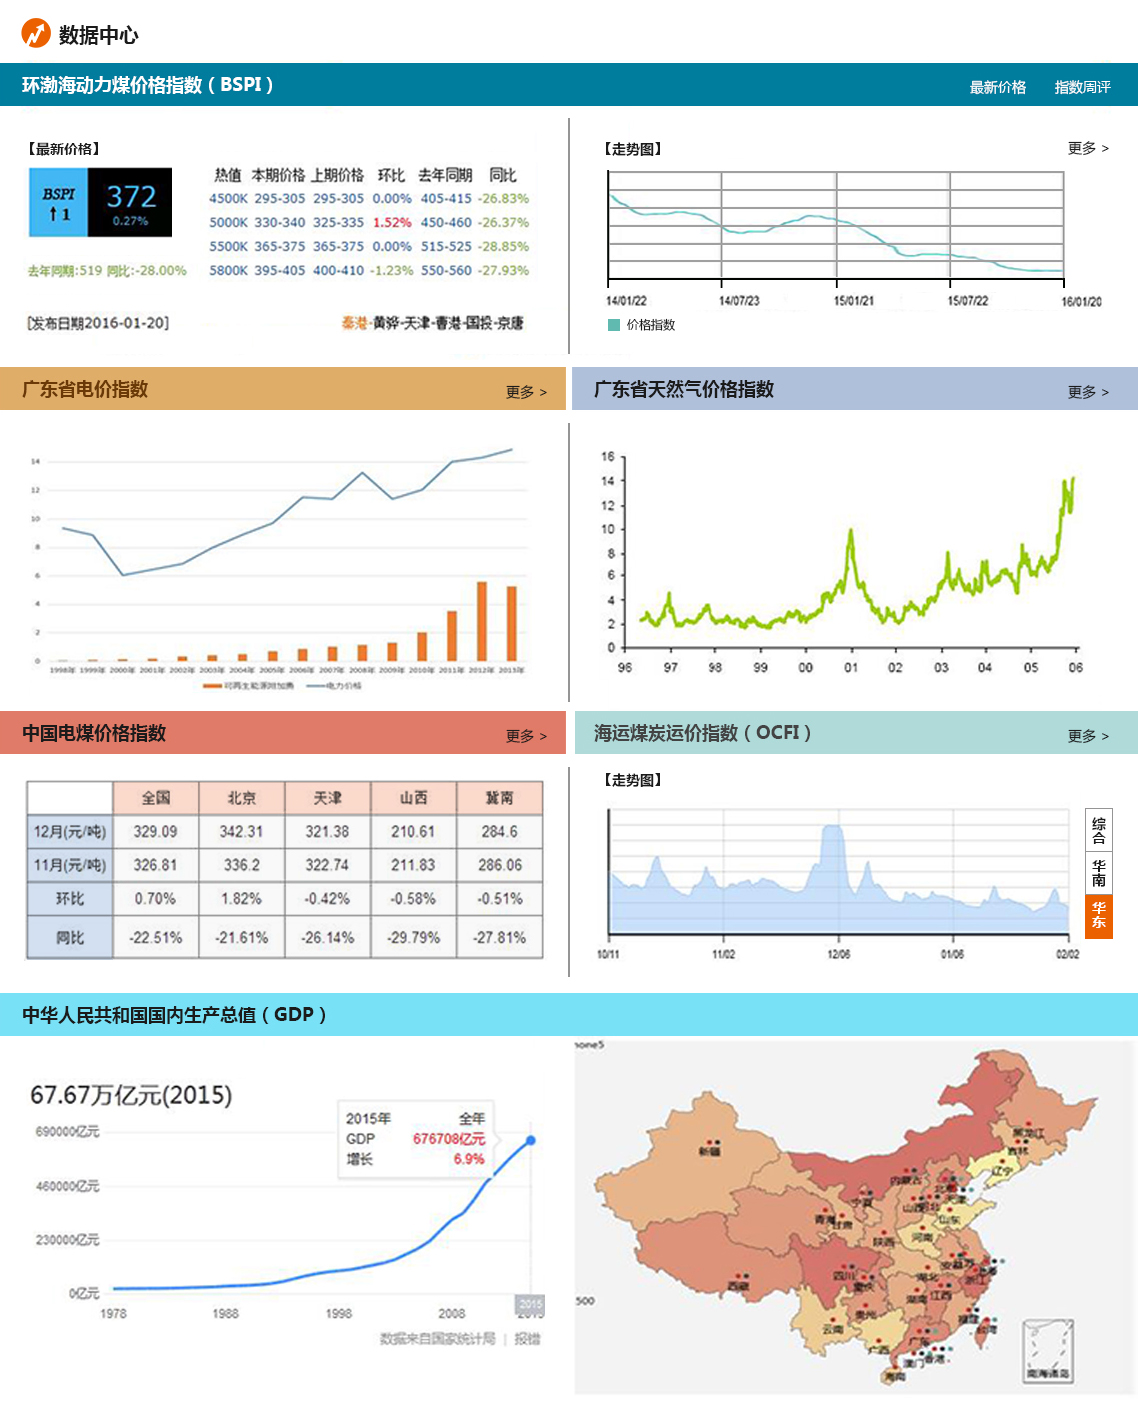 数据中心
环渤海动力煤价格指数（BSPI）
最新价格 指数周评
【最新价格】
BSPI
↑1
372
0.27%
去年同期:519 同比:-28.00%
[发布日期2016-01-20]
热值 本期价格 上期价格 环比 去年同期 同比
4500K 295-305 295-305 0.00% 405-415 -26.83%
5000K 330-340 325-335 1.52% 450-460 -26.37%
5500K 365-375 365-375 0.00% 515-525 -28.85%
5800K 395-405 400-410 -1.23% 550-560 -27.93%
秦港-黄骅-天津-曹港-国投-京唐
【走势图】
更多 >
14/01/22 14/07/23 15/01/21 15/07/22 16/01/20
价格指数
广东省电价指数
更多 >
14
12
10
8
6
4
2
0
1998年 1999年 2000年 2001年 2002年 2003年 2004年 2005年 2006年 2007年 2008年 2009年 2010年 2011年 2012年 2013年
可再生能源附加费 电力价格
广东省天然气价格指数
更多 >
16
14
12
10
8
6
4
2
0
96 97 98 99 00 01 02 03 04 05 06
中国电煤价格指数
更多 >
全国 北京 天津 山西 冀南
12月(元/吨) 329.09 342.31 321.38 210.61 284.6
11月(元/吨) 326.81 336.2 322.74 211.83 286.06
环比 0.70% 1.82% -0.42% -0.58% -0.51%
同比 -22.51% -21.61% -26.14% -29.79% -27.81%
海运煤炭运价指数（OCFI）
更多 >
【走势图】
综合
华南
华东
10/11 11/02 12/06 01/06 02/02
中华人民共和国国内生产总值（GDP）
67.67万亿元(2015)
690000亿元
460000亿元
230000亿元
0亿元
2015年 全年
GDP 676708亿元
增长 6.9%
1978 1988 1998 2008 2015
2015
数据来自国家统计局 | 报错
none5
500
黑龙江
吉林
新疆
辽宁
内蒙古
北京
天津
宁夏
山西
河北
青海
甘肃
山东
陕西
河南
安徽
江苏
上海
四川
重庆
湖北
浙江
西藏
湖南
江西
贵州
福建
云南
台湾
广西
广东
澳门
香港
海南
南海诸岛